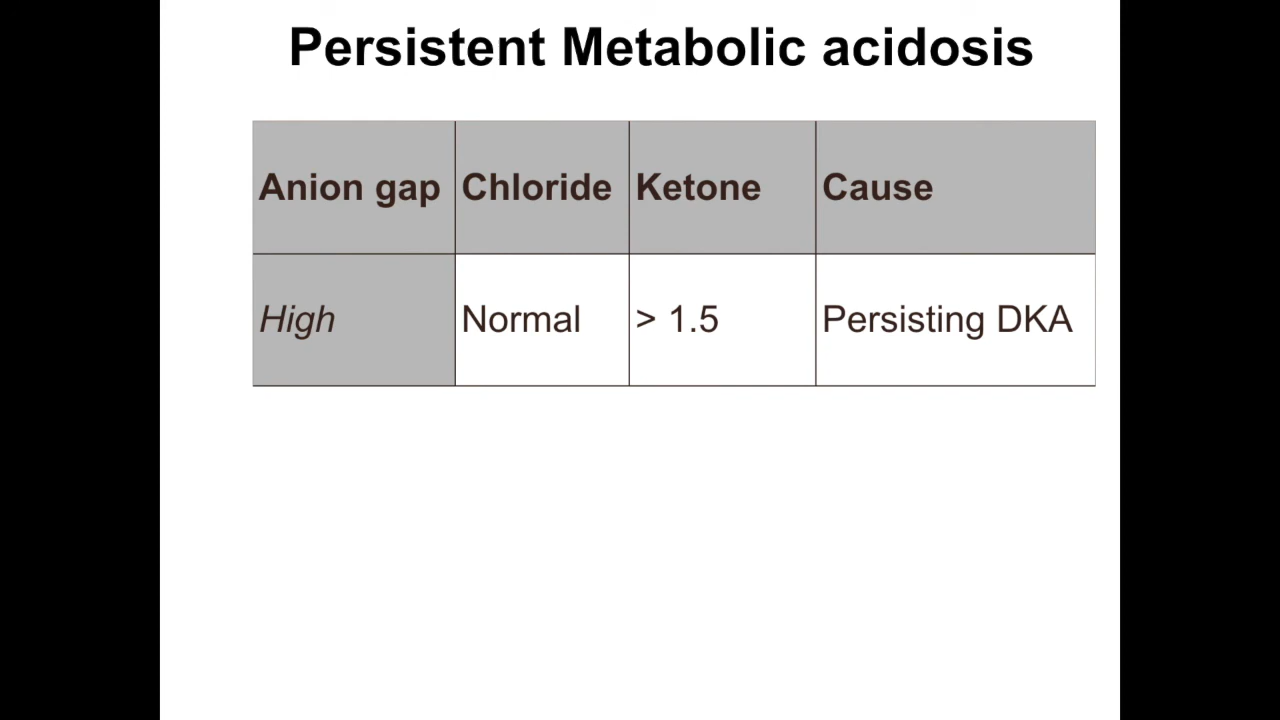 Persistent Metabolic acidosis
Anion gap Chloride Ketone Cause
High Normal > 1.5 Persisting DKA